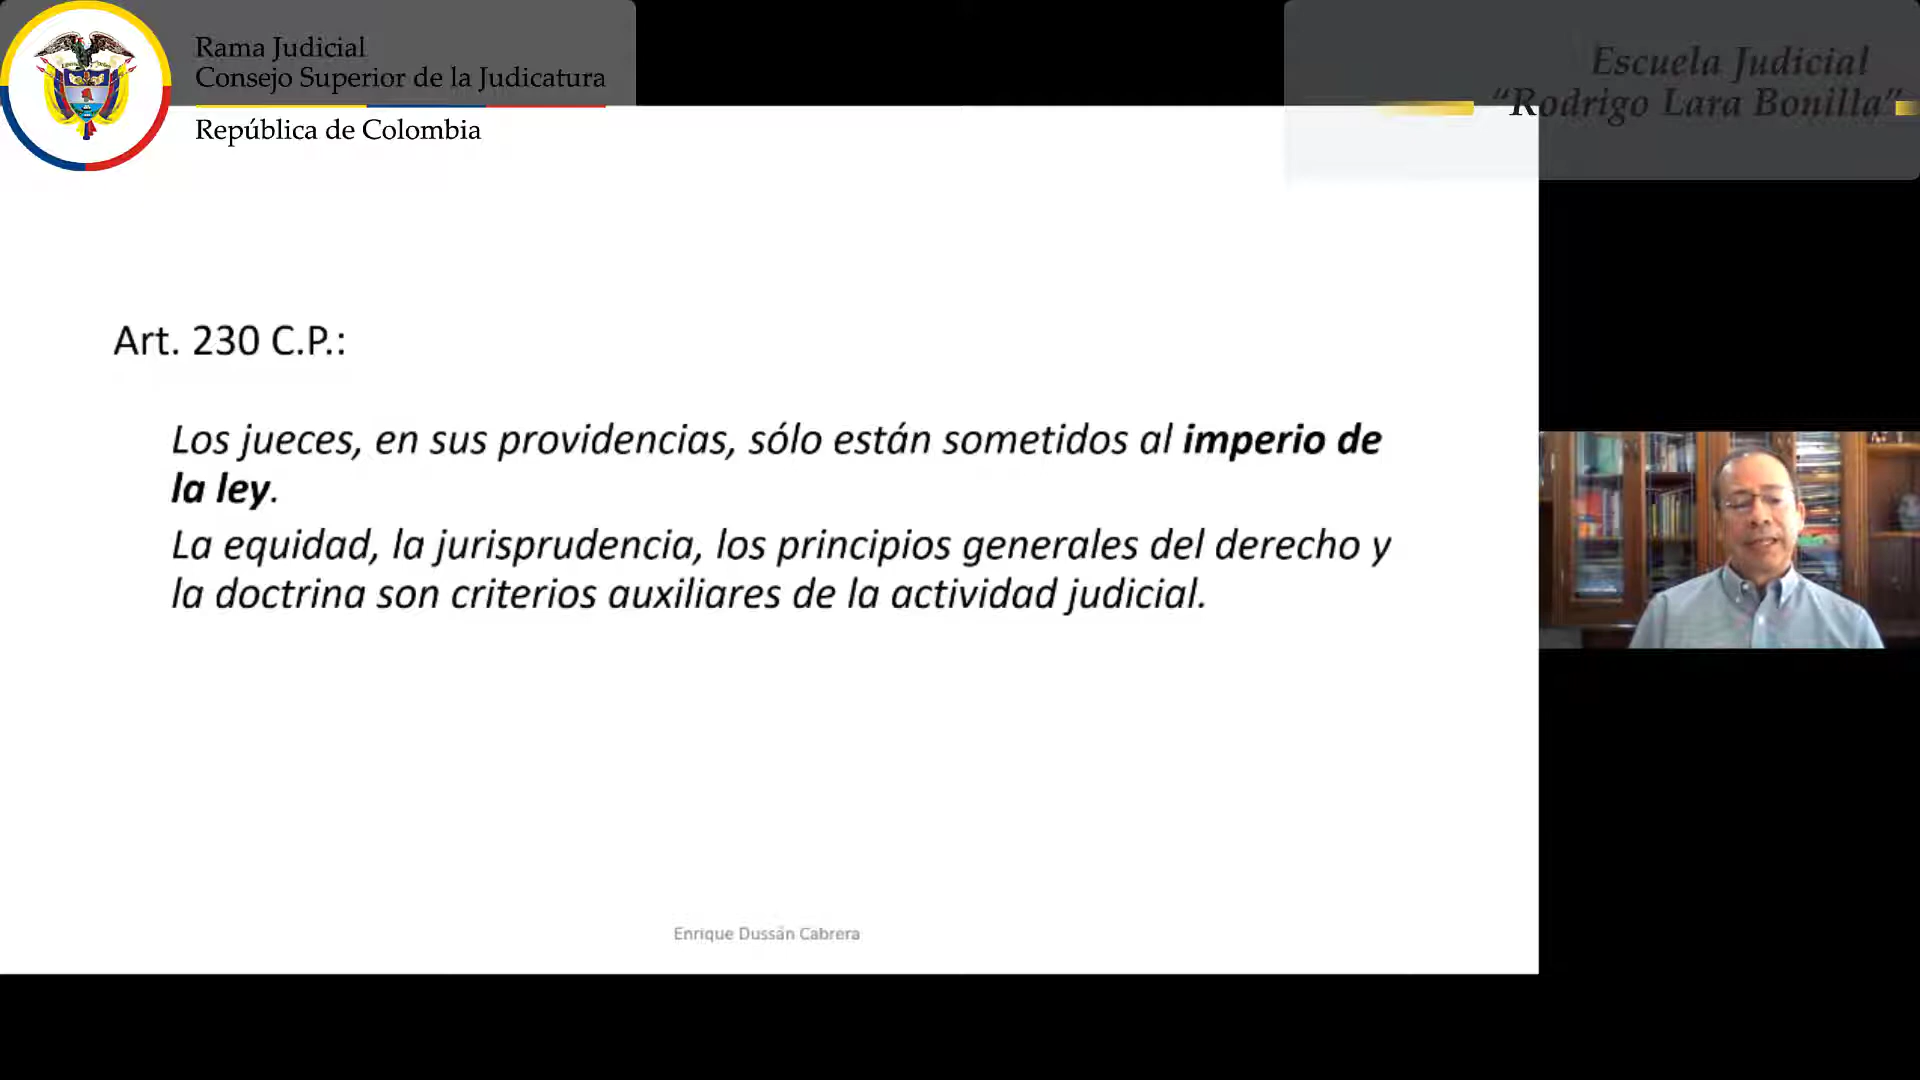 Rama Judicial
Consejo Superior de la Judicatura
República de Colombia
Escuela Judicial
“Rodrigo Lara Bonilla”
Art. 230 C.P.:
Los jueces, en sus providencias, sólo están sometidos al imperio de
la ley.
La equidad, la jurisprudencia, los principios generales del derecho y
la doctrina son criterios auxiliares de la actividad judicial.
Enrique Dussán Cabrera